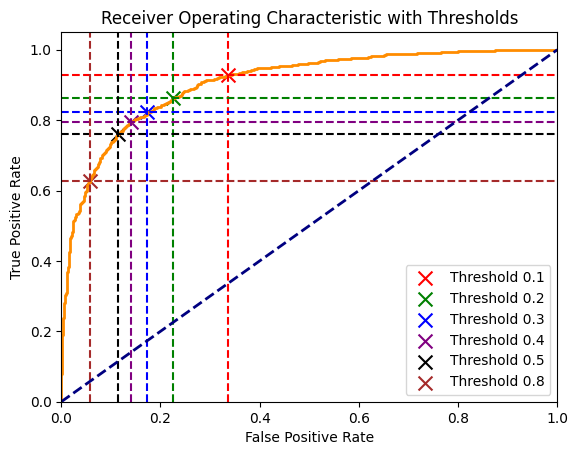 Receiver Operating Characteristic with Thresholds
True Positive Rate
1.0
0.8
0.6
0.4
0.2
0.0
Threshold 0.1
Threshold 0.2
Threshold 0.3
Threshold 0.4
Threshold 0.5
Threshold 0.8
0.0 0.2 0.4 0.6 0.8 1.0
False Positive Rate